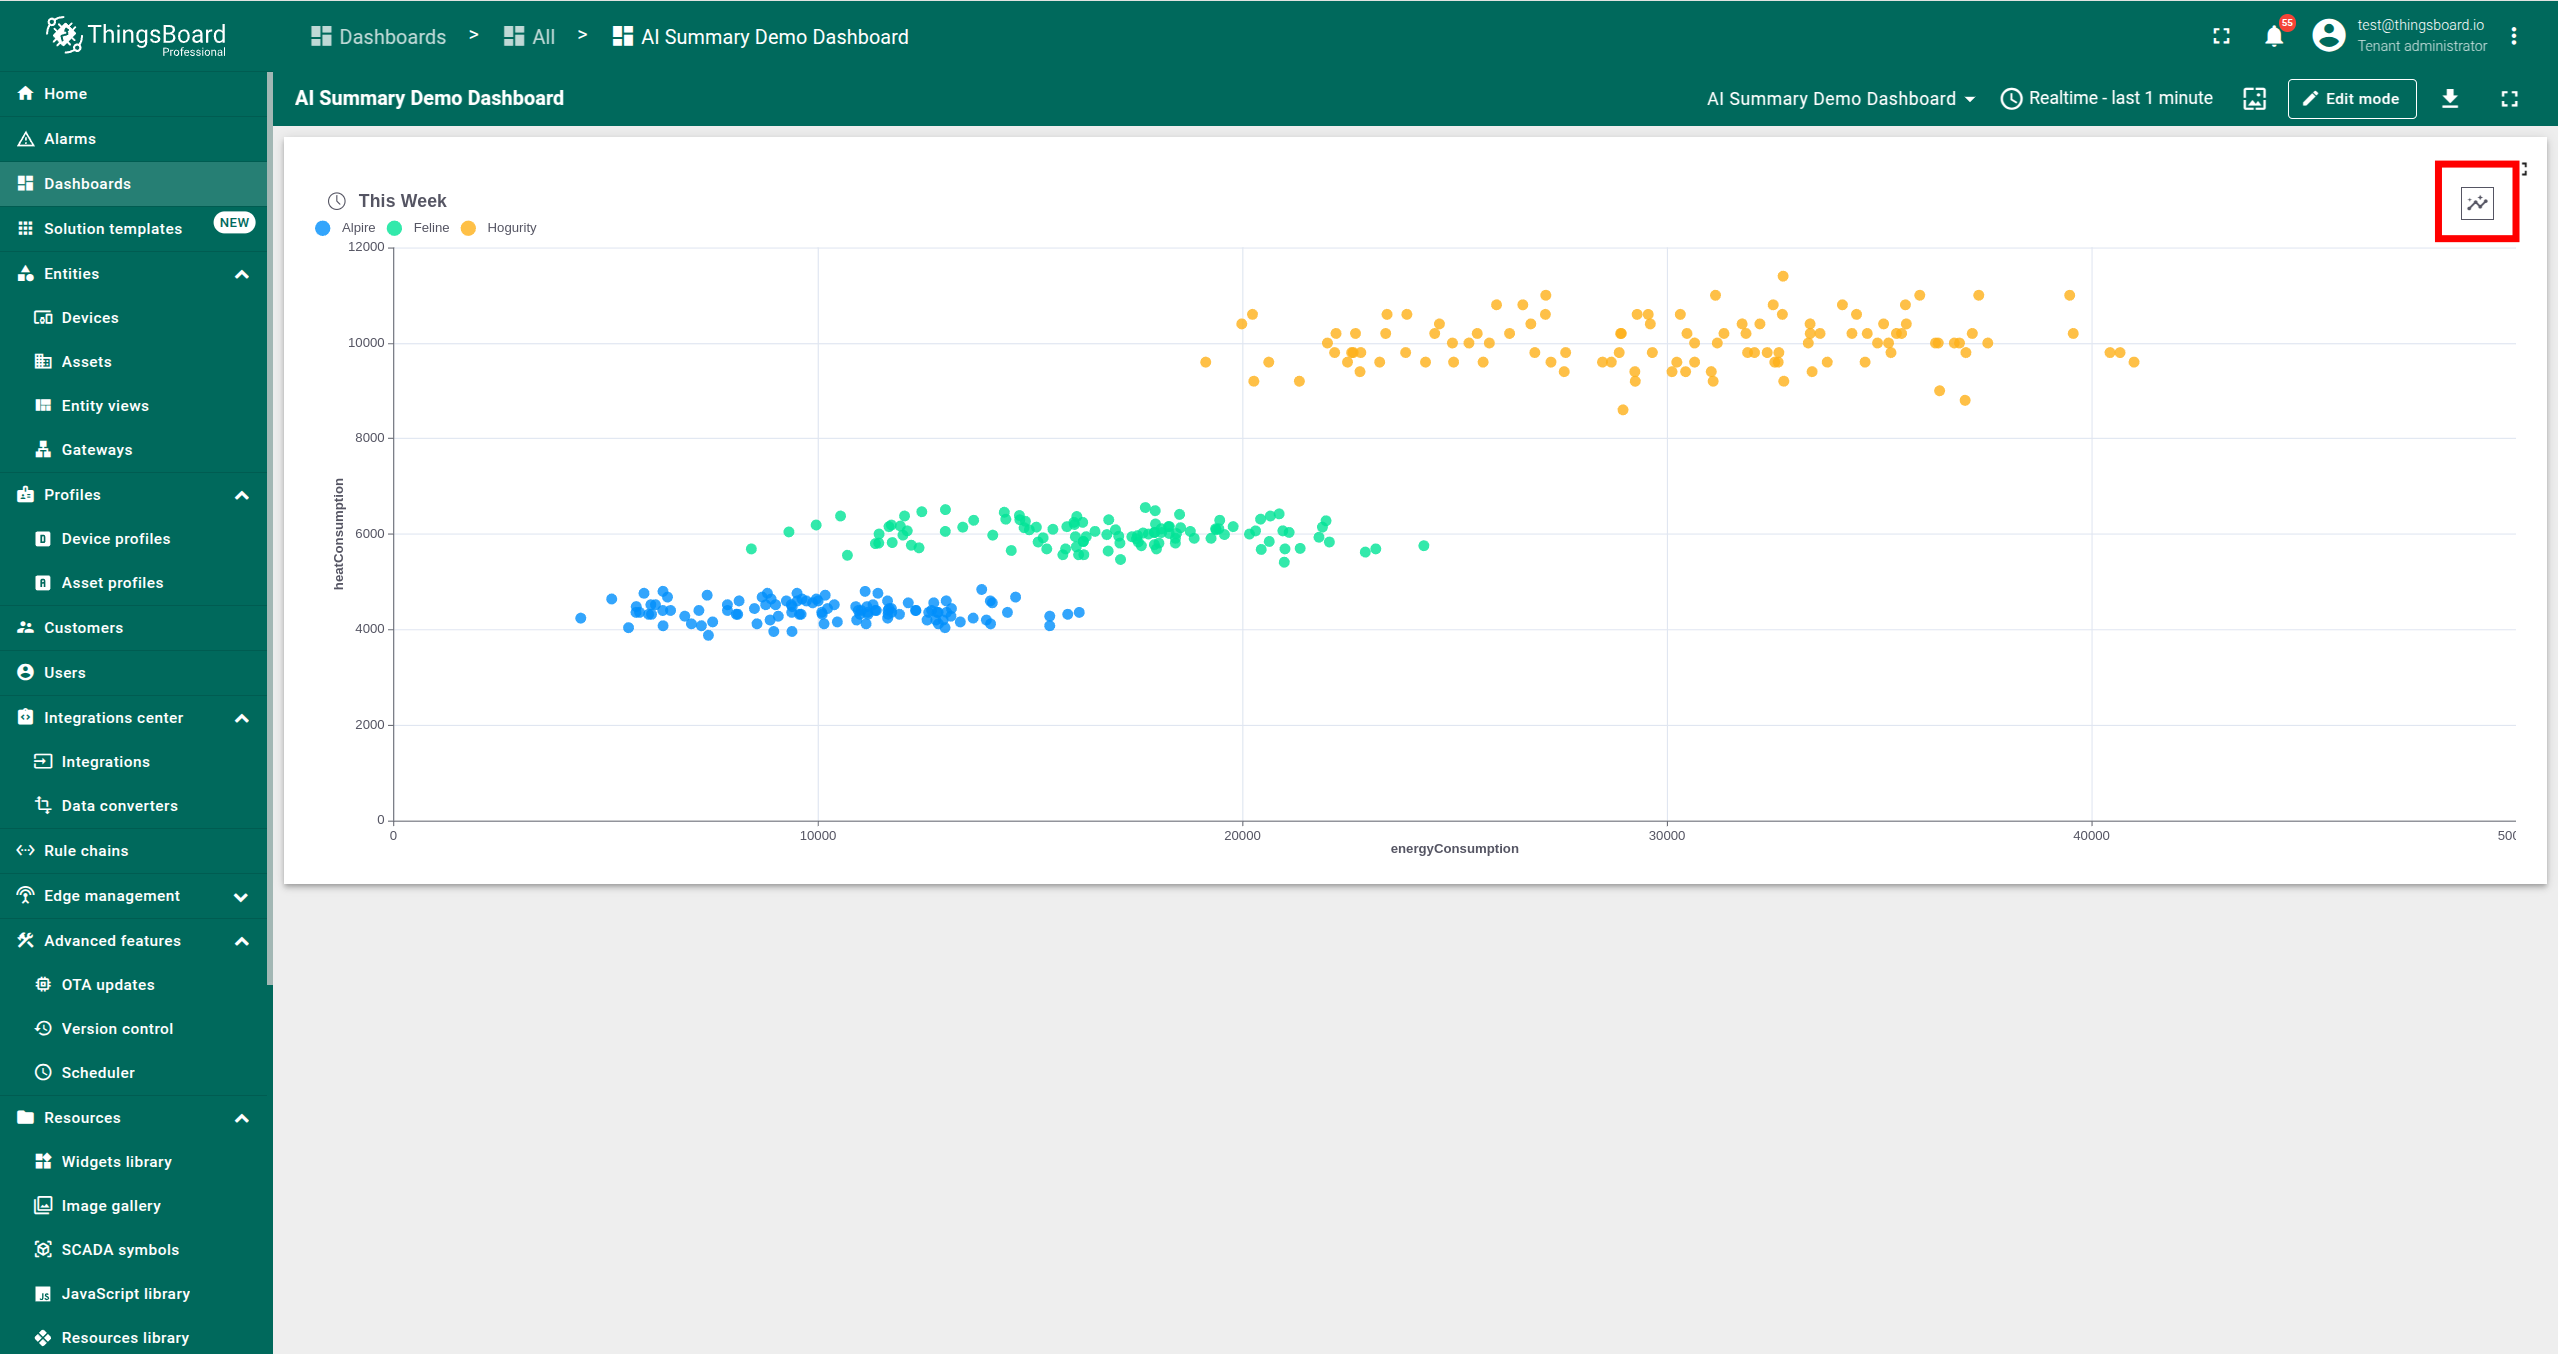 ThingsBoard
Professional
Dashboards > All > AI Summary Demo Dashboard
55
test@thingsboard.io
Tenant administrator
AI Summary Demo Dashboard
AI Summary Demo Dashboard
Realtime - last 1 minute
Edit mode
Home
Alarms
Dashboards
Solution templates NEW
Entities
Devices
Assets
Entity views
Gateways
Profiles
Device profiles
Asset profiles
Customers
Users
Integrations center
Integrations
Data converters
Rule chains
Edge management
Advanced features
OTA updates
Version control
Scheduler
Resources
Widgets library
Image gallery
SCADA symbols
JavaScript library
Resources library
This Week
Alpire Feline Hogurity
12000
10000
8000
6000
4000
2000
0
heatConsumption
0 10000 20000 30000 40000
energyConsumption